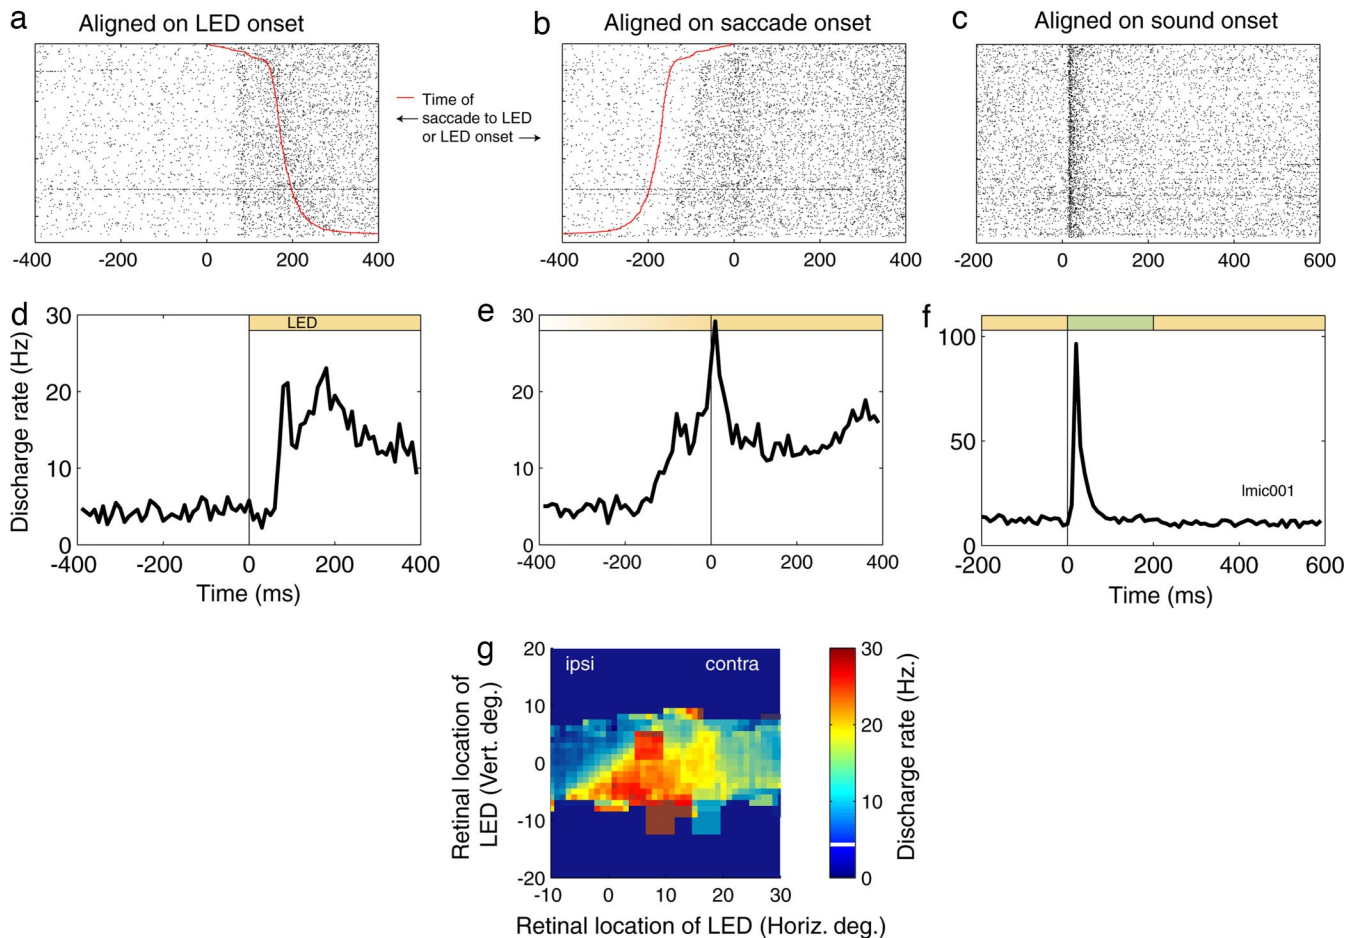 a Aligned on LED onset
b Aligned on saccade onset
c Aligned on sound onset
Time of
saccade to LED
or LED onset
-400 -200 0 200 400
-400 -200 0 200 400
-200 0 200 400 600
d
LED
Discharge rate (Hz)
30
20
10
0
-400 -200 0 200 400
Time (ms)
e
30
20
10
0
-400 -200 0 200 400
f
100
50
0
lmic001
-200 0 200 400 600
Time (ms)
g
ipsi contra
Retinal location of
LED (Vert. deg.)
20
10
0
-10
-20
-10 0 10 20 30
Retinal location of LED (Horiz. deg.)
30
20
10
0
Discharge rate (Hz.)